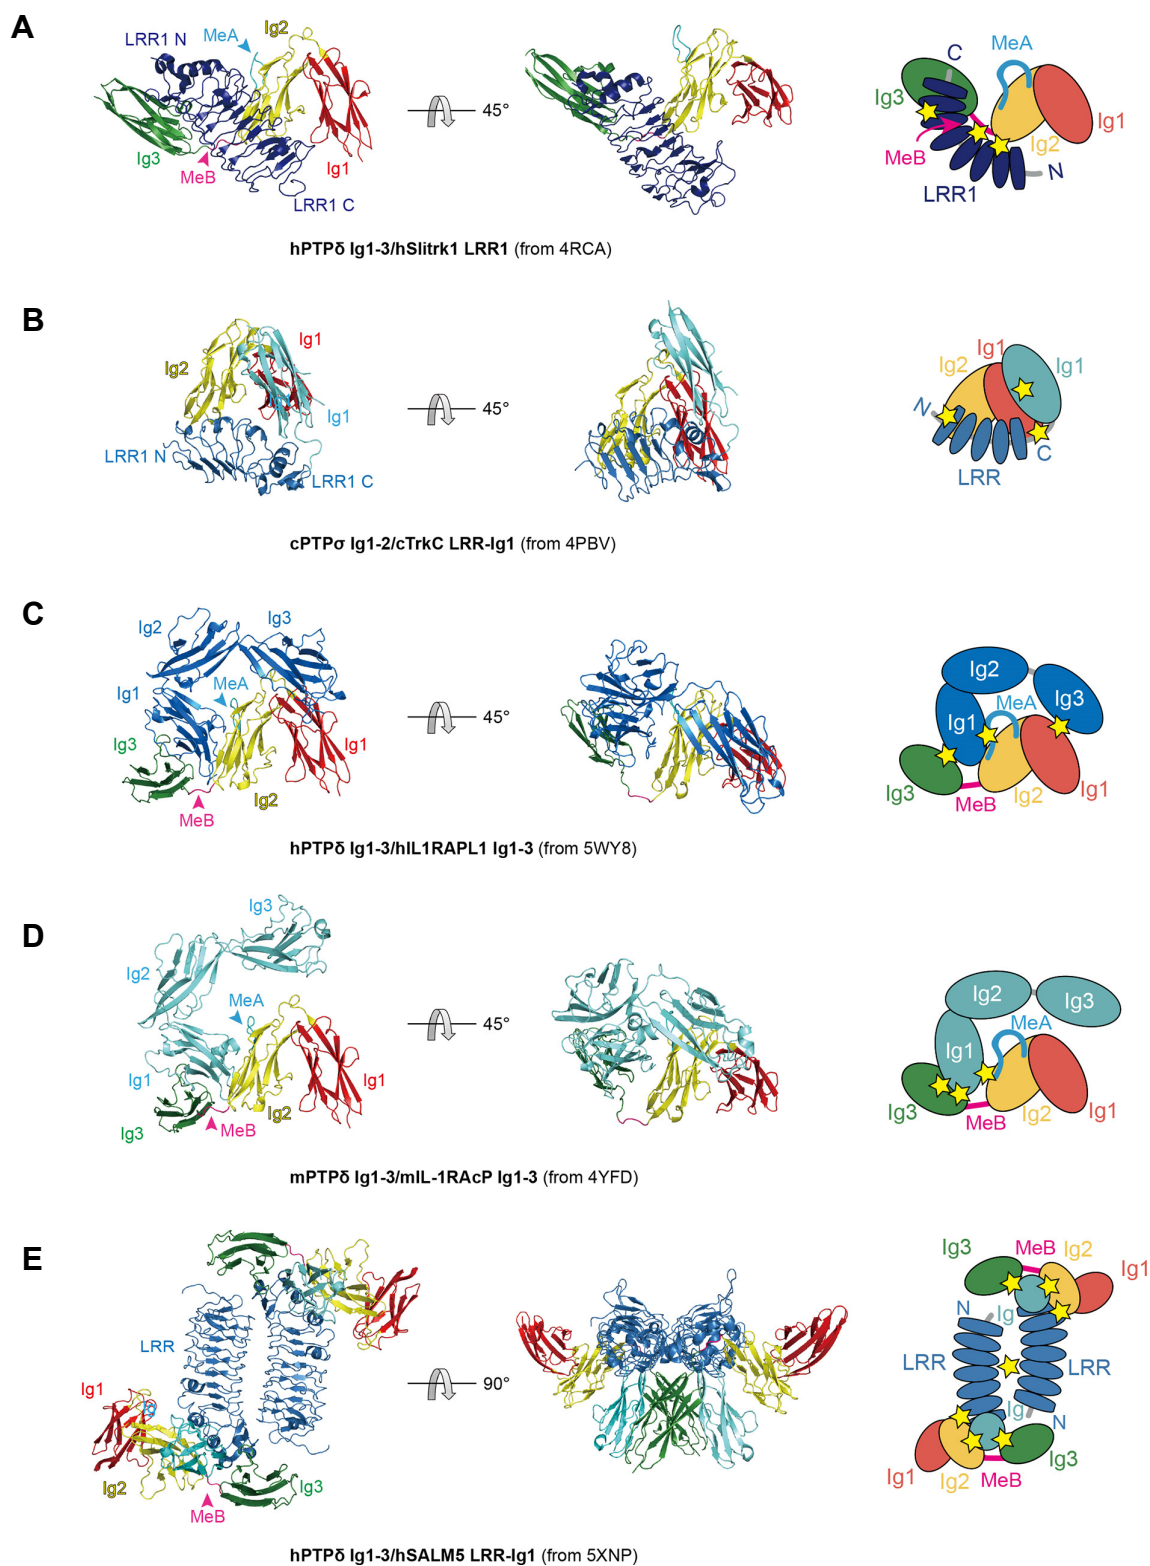 A
LRR1 N
MeA
Ig2
Ig3
MeB
Ig1
LRR1 C
45°
C
MeA
Ig3
Ig1
Ig2
MeB
N
LRR1
hPTPδ Ig1-3/hSlitrk1 LRR1 (from 4RCA)
B
Ig1
Ig2
Ig1
LRR1 N
LRR1 C
45°
Ig1
Ig2
Ig1
N
C
LRR
cPTPσ Ig1-2/cTrkC LRR-Ig1 (from 4PBV)
C
Ig2
Ig3
MeA
Ig1
Ig3
Ig1
Ig2
MeB
45°
Ig2
Ig3
MeA
Ig1
Ig3
MeB
Ig2
Ig1
hPTPδ Ig1-3/hIL1RAPL1 Ig1-3 (from 5WY8)
D
Ig3
Ig2
MeA
Ig1
Ig1
Ig2
Ig3
MeB
45°
Ig2
Ig3
MeA
Ig1
Ig3
MeB
Ig2
Ig1
mPTPδ Ig1-3/mIL-1RAcP Ig1-3 (from 4YFD)
E
LRR
Ig1
Ig
Ig2
Ig3
MeB
90°
Ig3
MeB
Ig2
Ig1
N
Ig
LRR
LRR
Ig
N
Ig1
Ig2
MeB
Ig3
hPTPδ Ig1-3/hSALM5 LRR-Ig1 (from 5XNP)